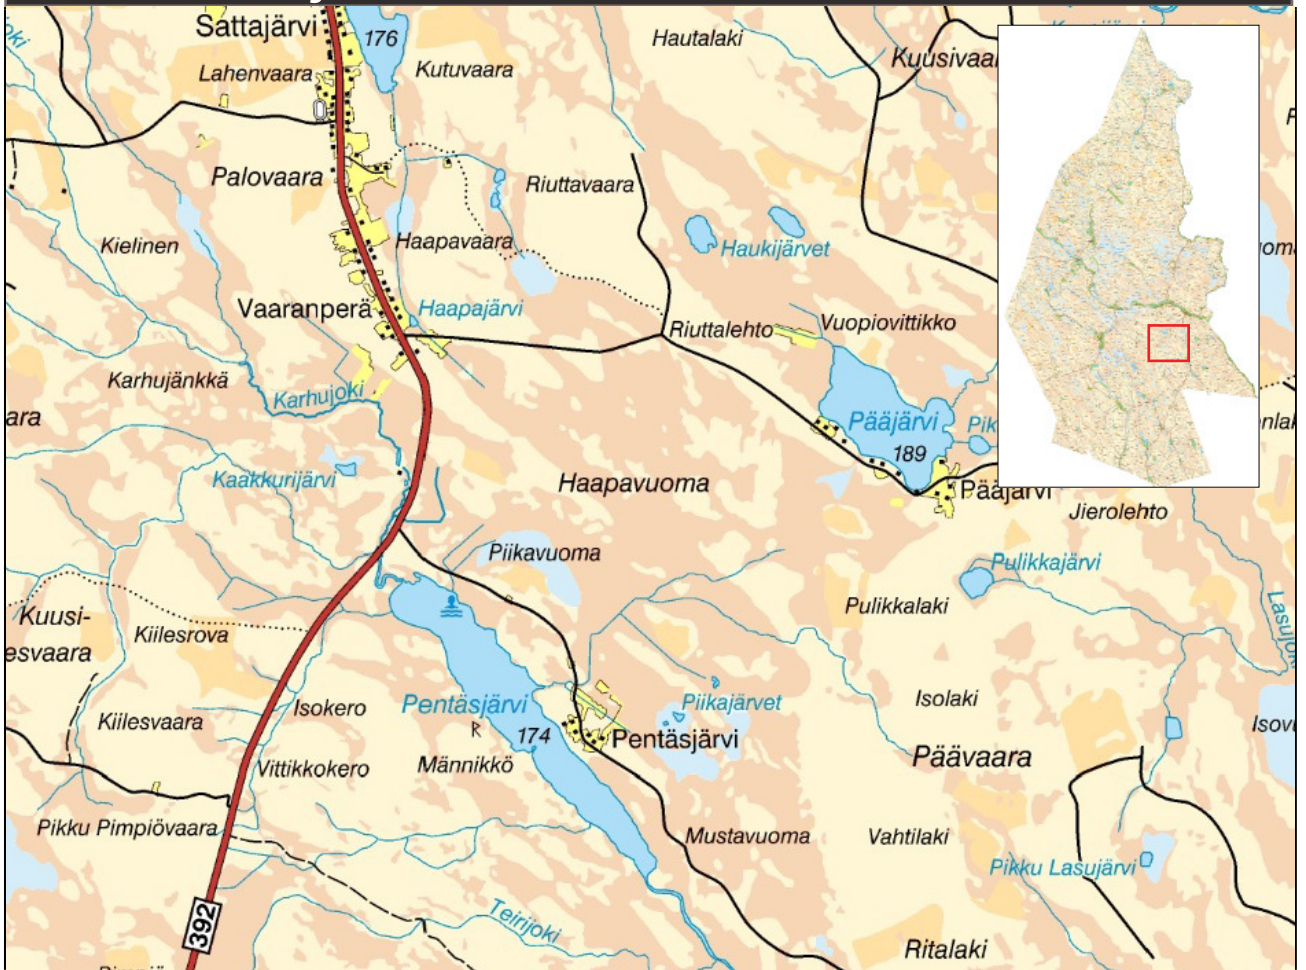 Sattajärvi
176
Hautalaki
Lahenvaara
Kutuvaara
Palovaara
Riuttavaara
Kielinen
Haapavaara
Haukijärvet
Vaaranperä
Haapajärvi
Riuttalehto
Vuopiovittikko
Karhujänkkä
Karhujoki
ara
Pääjärvi
189
Kaakkurijärvi
Haapavuoma
Pääjärvi
Jierolehto
Piikavuoma
Pulikkajärvi
Pulikkalaki
Kuusi-
esvaara
Kiilesrova
Kiilesvaara
Isokero
Pentäsjärvi
174
Piikajärvet
Isolaki
Pentäsjärvi
Päävaara
Vittikkokero
Männikkö
Pikku Pimpiövaara
Mustavuoma
Vahtilaki
Pikku Lasujärvi
Teirijoki
392
Ritalaki